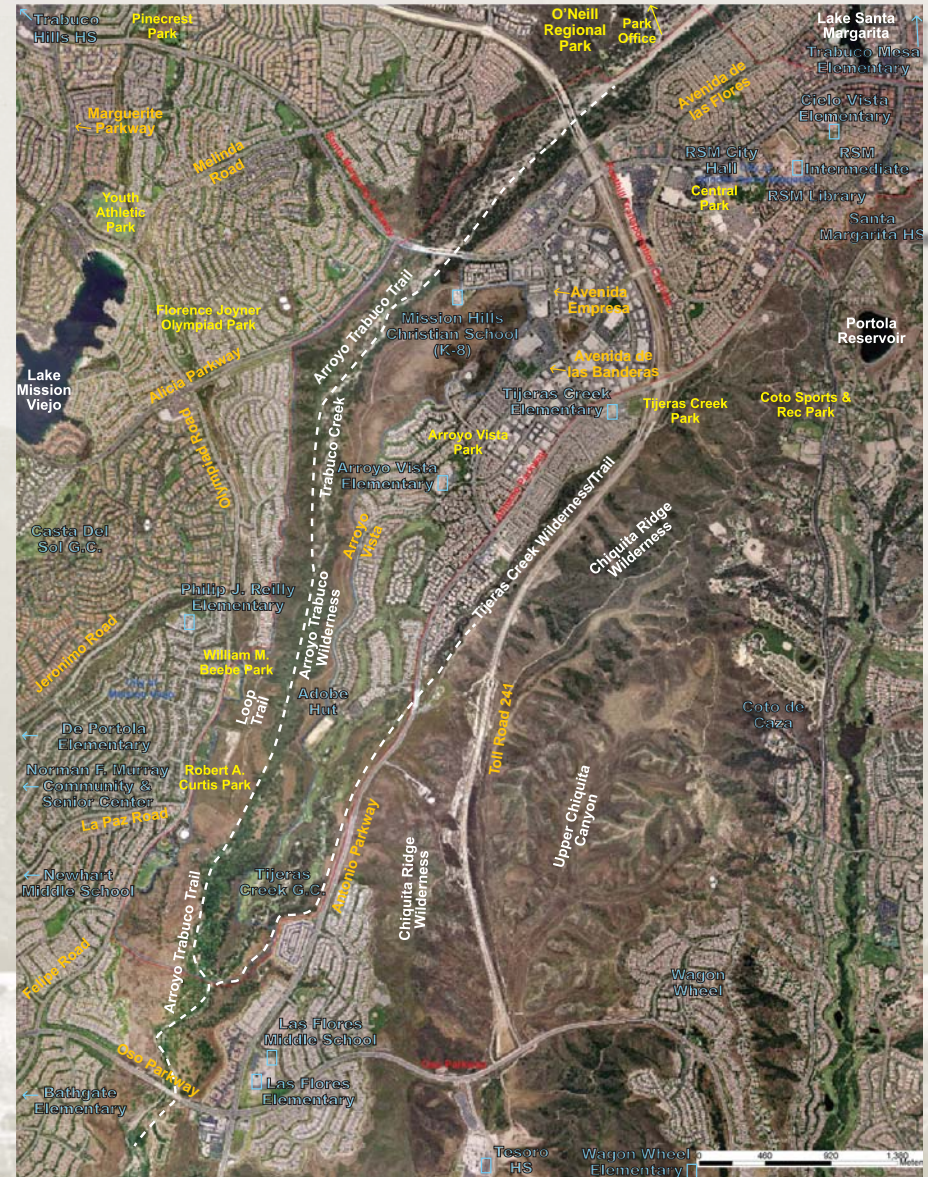 Trabuco
Hills HS
Pinecrest
Park
O'Neill
Regional
Park
Park
Office
Lake Santa
Margarita
Trabuco Mesa
Elementary
Marguerite
Parkway
Avenida de
las Flores
Cielo Vista
Elementary
Melinda
Road
RSM City
Hall
RSM
Intermediate
Youth
Athletic
Park
Central
Park
RSM Library
Santa
Margarita HS
Arroyo Trabuco Trail
Mission Hills
Christian School
(K-8)
Avenida
Empresa
Florence Joyner
Olympiad Park
Portola
Reservoir
Lake
Mission
Viejo
Alicia Parkway
Avenida de
las Banderas
Tijeras Creek
Elementary
Tijeras Creek
Park
Coto Sports &
Rec Park
Olympiad Road
Trabuco Creek
Arroyo Vista
Park
Arroyo Vista
Elementary
Antonio Parkway
Tijeras Creek Wilderness/Trail
Chiquita Ridge
Wilderness
Casta Del
Sol G.C.
Arroyo
Vista
Philip J. Reilly
Elementary
Arroyo Trabuco
Wilderness
Jeronimo Road
William M.
Beebe Park
Loop
Trail
Adobe
Hut
Toll Road 241
Coto de
Caza
De Portola
Elementary
Norman F. Murray
Community &
Senior Center
Robert A.
Curtis Park
La Paz Road
Antonio Parkway
Upper Chiquita
Canyon
Chiquita Ridge
Wilderness
Newhart
Middle School
Tijeras
Creek G.C.
Arroyo Trabuco Trail
Felipe Road
Wagon
Wheel
Las Flores
Middle School
Oso Parkway
Oso Parkway
Las Flores
Elementary
Bathgate
Elementary
Tesoro
HS
Wagon Wheel
Elementary
0 460 920 1,380